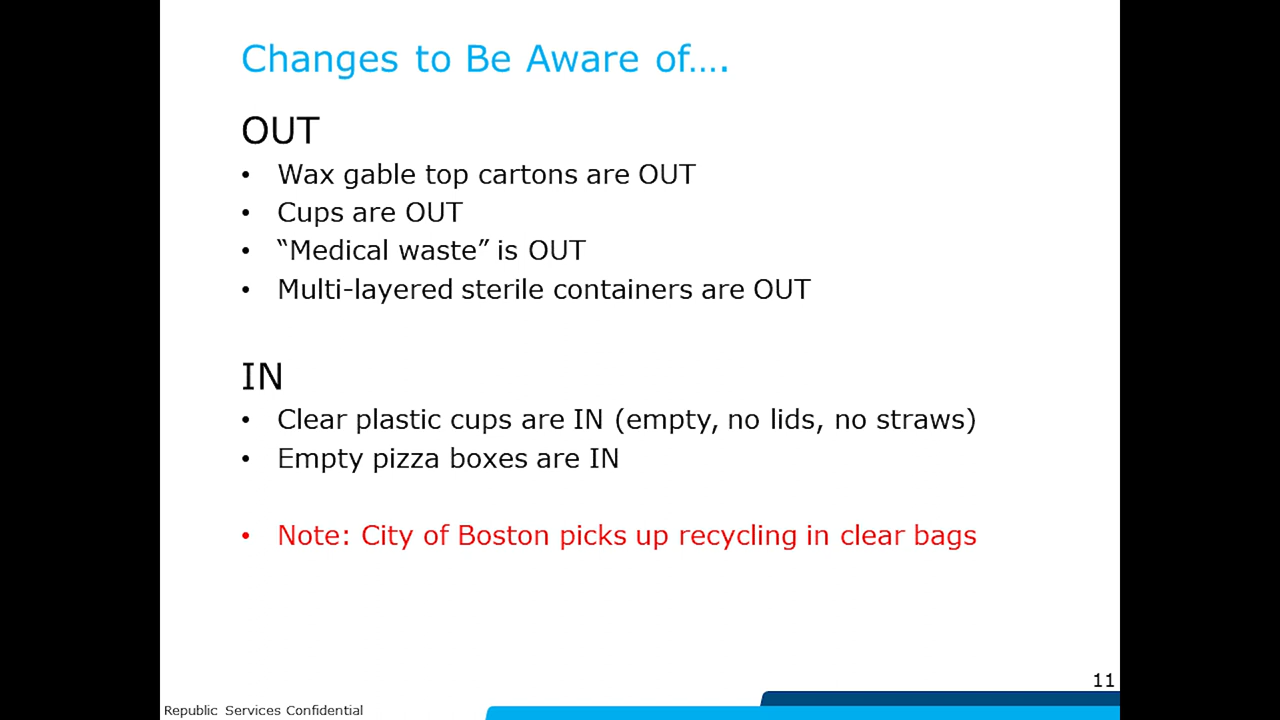 Changes to Be Aware of….
OUT
• Wax gable top cartons are OUT
• Cups are OUT
• “Medical waste” is OUT
• Multi-layered sterile containers are OUT
IN
• Clear plastic cups are IN (empty, no lids, no straws)
• Empty pizza boxes are IN
• Note: City of Boston picks up recycling in clear bags
11
Republic Services Confidential